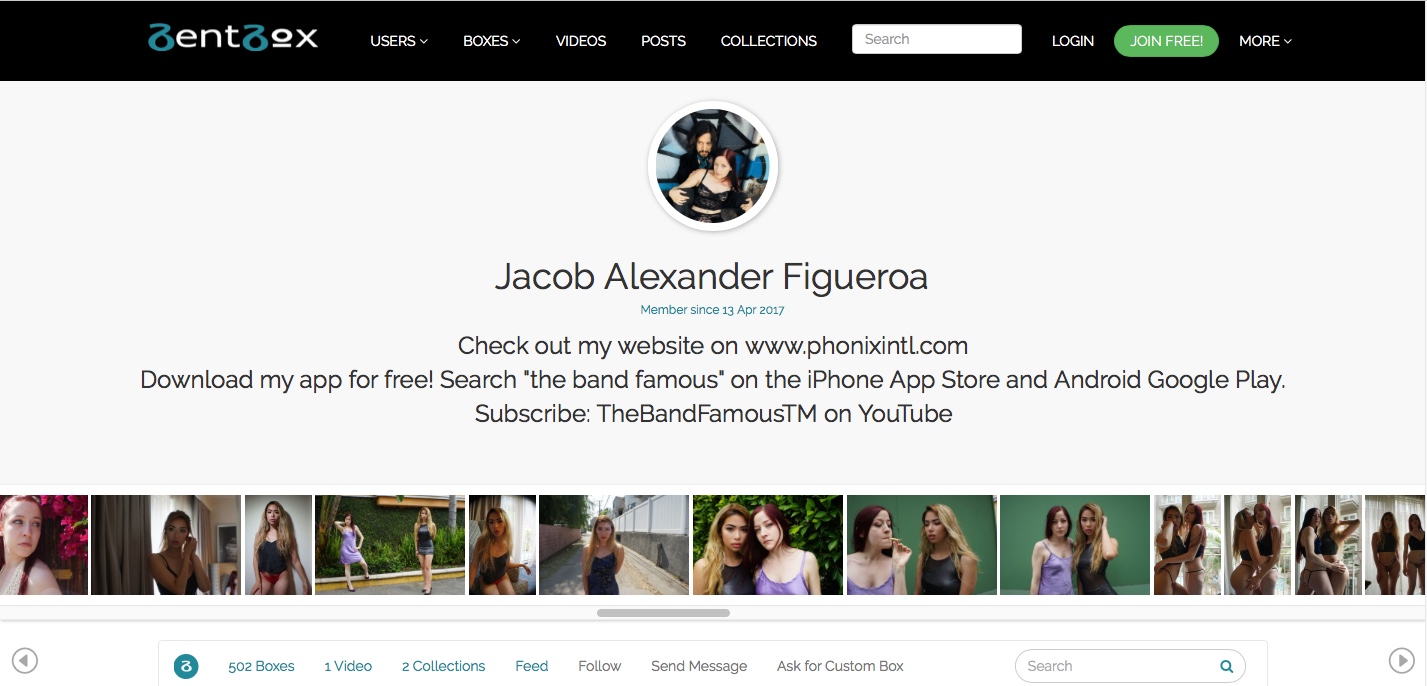 ZentBox USERS BOXES VIDEOS POSTS COLLECTIONS Search LOGIN JOIN FREE! MORE
Jacob Alexander Figueroa
Member since 13 Apr 2017
Check out my website on www.phonixintl.com
Download my app for free! Search "the band famous" on the iPhone App Store and Android Google Play.
Subscribe: TheBandFamousTM on YouTube
502 Boxes 1 Video 2 Collections Feed Follow Send Message Ask for Custom Box Search